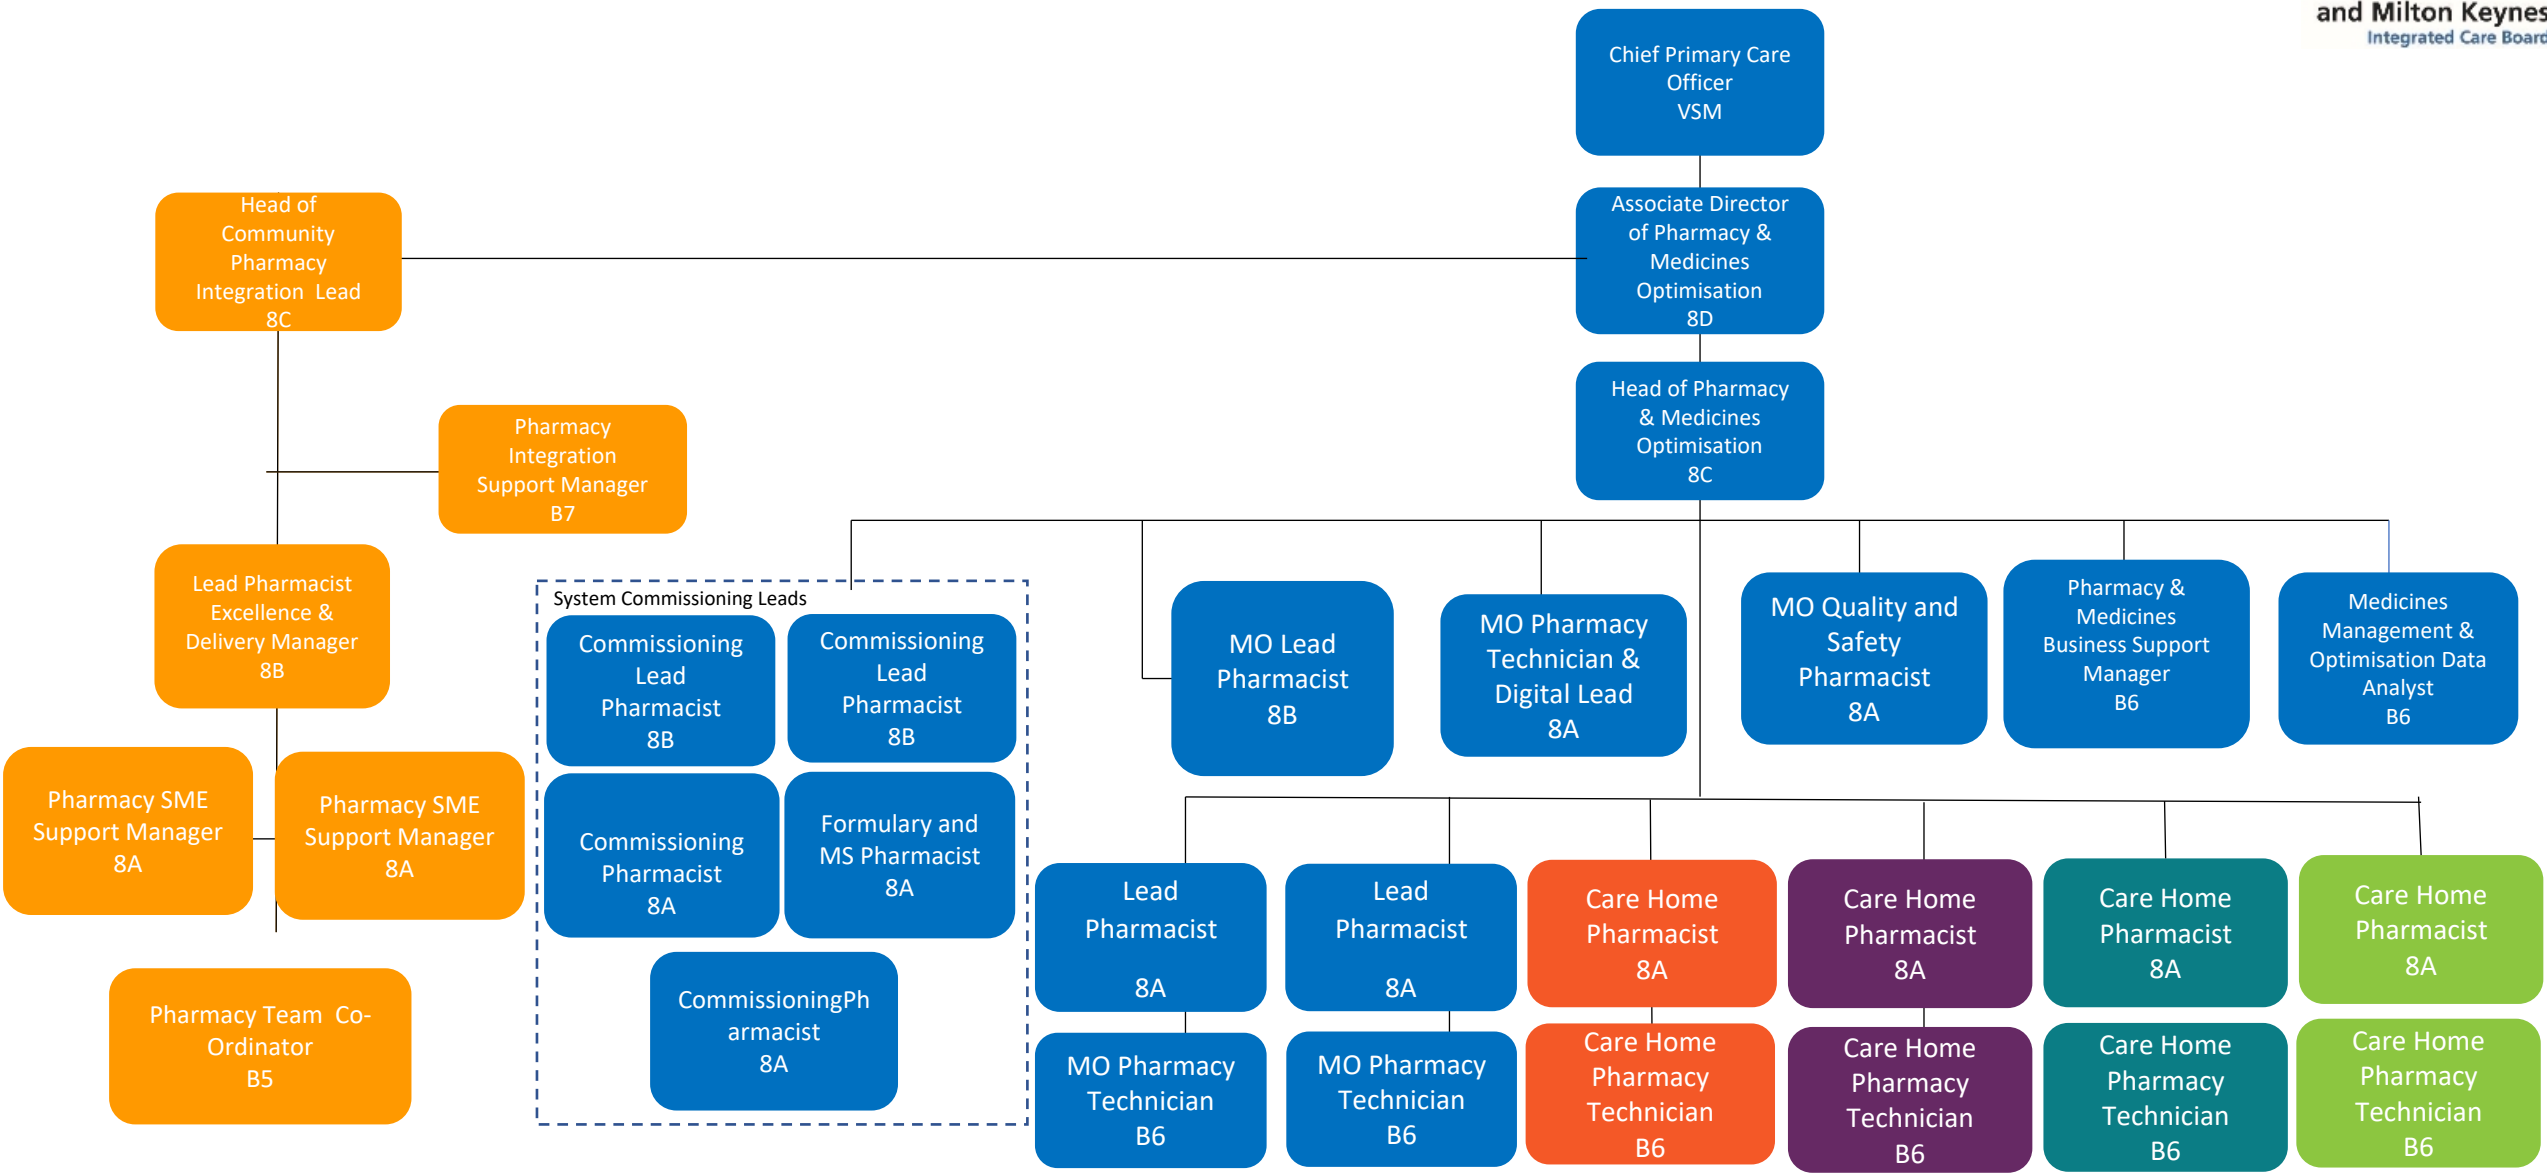 and Milton Keynes
Integrated Care Board
Chief Primary Care
Officer
VSM
Head of
Community
Pharmacy
Integration Lead
8C
Associate Director
of Pharmacy &
Medicines
Optimisation
8D
Head of Pharmacy
& Medicines
Optimisation
8C
Pharmacy
Integration
Support Manager
B7
Lead Pharmacist
Excellence &
Delivery Manager
8B
Pharmacy SME
Support Manager
8A
Pharmacy SME
Support Manager
8A
Pharmacy Team Co-
Ordinator
B5
System Commissioning Leads
Commissioning
Lead
Pharmacist
8B
Commissioning
Lead
Pharmacist
8B
Commissioning
Pharmacist
8A
Formulary and
MS Pharmacist
8A
CommissioningPh
armacist
8A
MO Lead
Pharmacist
8B
MO Pharmacy
Technician &
Digital Lead
8A
MO Quality and
Safety
Pharmacist
8A
Pharmacy &
Medicines
Business Support
Manager
B6
Medicines
Management &
Optimisation Data
Analyst
B6
Lead
Pharmacist
8A
Lead
Pharmacist
8A
Care Home
Pharmacist
8A
Care Home
Pharmacist
8A
Care Home
Pharmacist
8A
Care Home
Pharmacist
8A
MO Pharmacy
Technician
B6
MO Pharmacy
Technician
B6
Care Home
Pharmacy
Technician
B6
Care Home
Pharmacy
Technician
B6
Care Home
Pharmacy
Technician
B6
Care Home
Pharmacy
Technician
B6